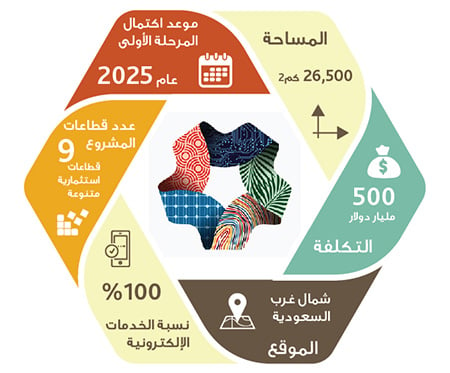 موعد اكتمال
المرحلة الأولى
عام 2025
المساحة
26,500 كم2
500
مليار دولار
التكلفة
شمال غرب
السعودية
الموقع
%100
نسبة الخدمات
الإلكترونية
عدد قطاعات
المشروع
9
قطاعات
استثمارية
متنوعة